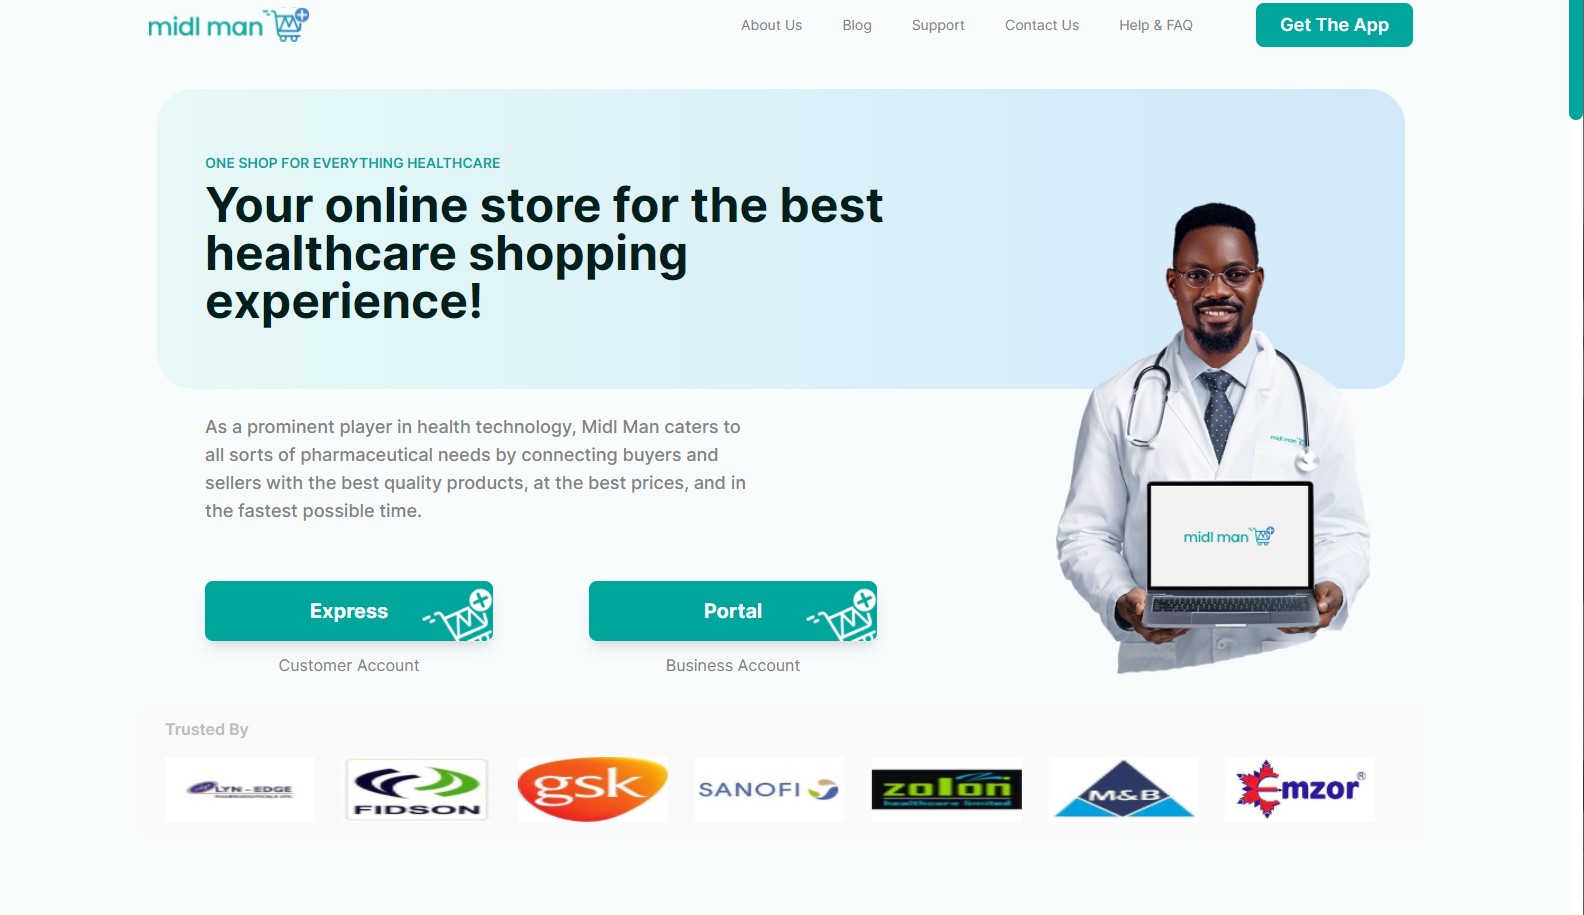 midl man
About Us
Blog
Support
Contact Us
Help & FAQ
Get The App
ONE SHOP FOR EVERYTHING HEALTHCARE
Your online store for the best
healthcare shopping
experience!
As a prominent player in health technology, Midl Man caters to
all sorts of pharmaceutical needs by connecting buyers and
sellers with the best quality products, at the best prices, and in
the fastest possible time.
midl man
midl man
Express
Portal
Customer Account
Business Account
Trusted By
LYN - EDGE
FIDSON
gsk
SANOFI
zolon
healthcare limited
M&B
Emzor®